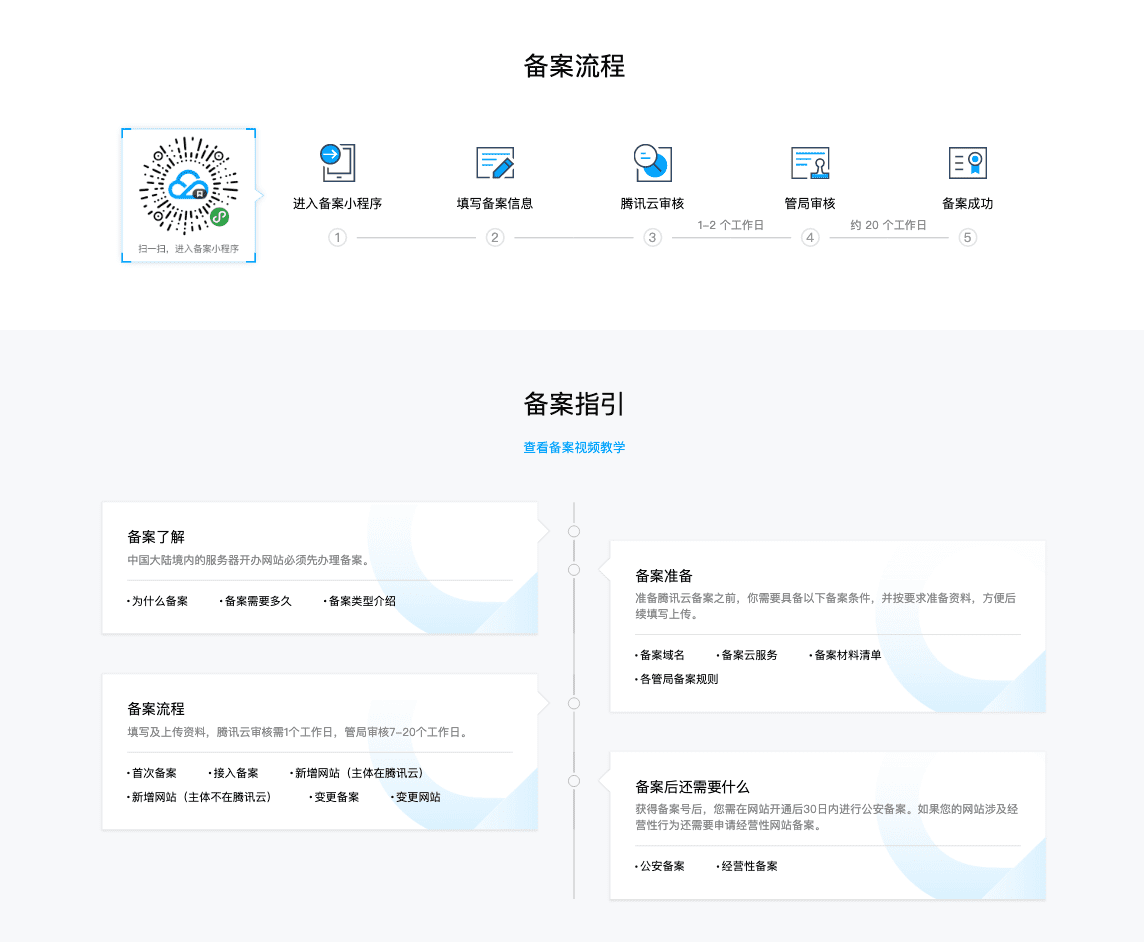 备案流程
扫一扫，进入备案小程序
进入备案小程序
填写备案信息
腾讯云审核
管局审核
备案成功
1-2 个工作日
约 20 个工作日
1
2
3
4
5
备案指引
查看备案视频教学
备案了解
中国大陆境内的服务器开办网站必须先办理备案。
·为什么备案 ·备案需要多久 ·备案类型介绍
备案准备
准备腾讯云备案之前，你需要具备以下备案条件，并按要求准备资料，方便后
续填写上传。
·备案域名 ·备案云服务 ·备案材料清单
·各管局备案规则
备案流程
填写及上传资料，腾讯云审核需1个工作日，管局审核7-20个工作日。
·首次备案 ·接入备案 ·新增网站（主体在腾讯云）
·新增网站（主体不在腾讯云） ·变更备案 ·变更网站
备案后还需要什么
获得备案号后，您需在网站开通后30日内进行公安备案。如果您的网站涉及经
营性行为还需要申请经营性网站备案。
·公安备案 ·经营性备案